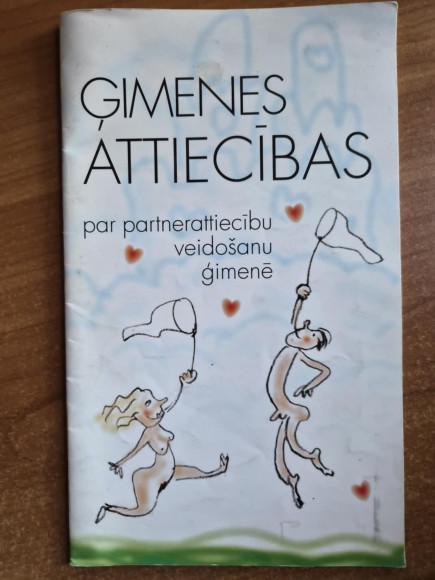 ĢIMENES
ATTIECĪBAS
par partnerattiecību
veidošanu
ģimenē